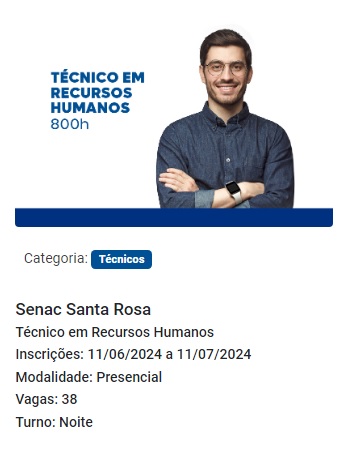 TÉCNICO EM
RECURSOS
HUMANOS
800h
Categoria: Técnicos
Senac Santa Rosa
Técnico em Recursos Humanos
Inscrições: 11/06/2024 a 11/07/2024
Modalidade: Presencial
Vagas: 38
Turno: Noite